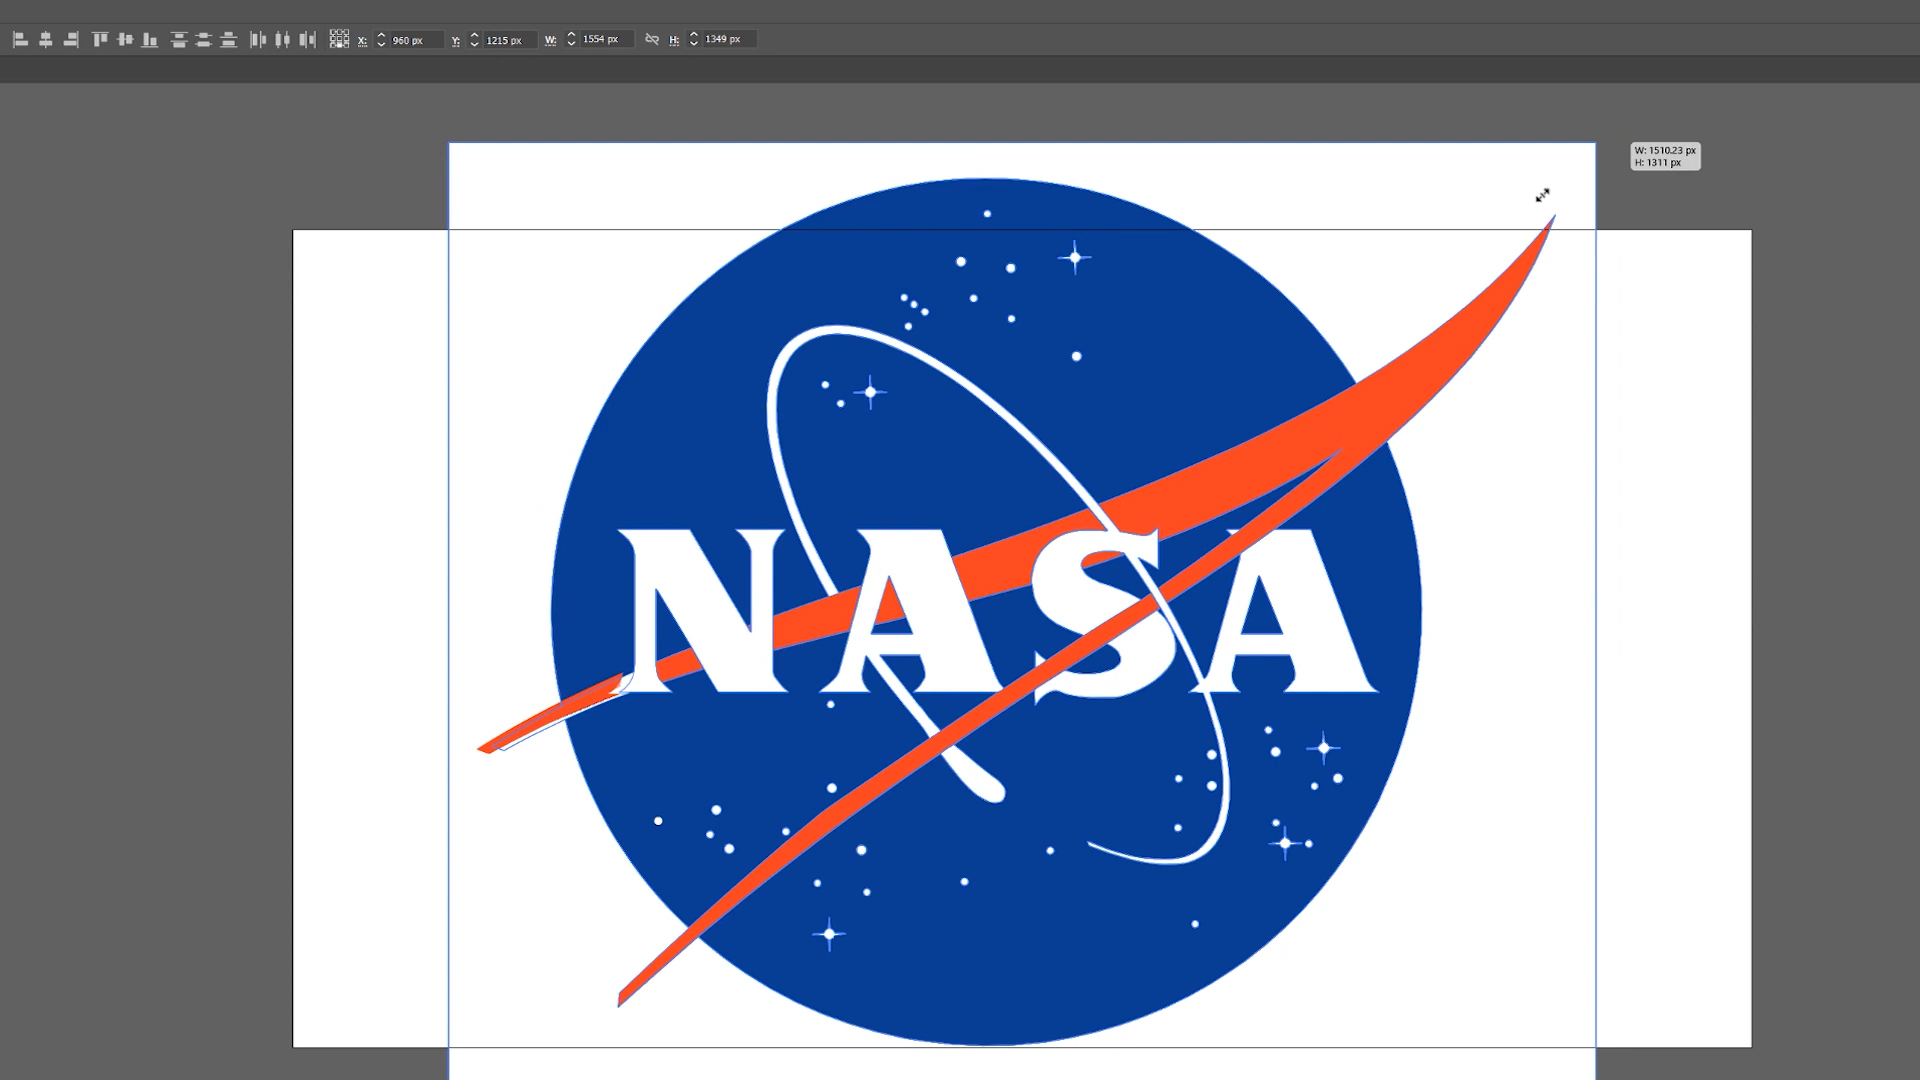 X: 960 px Y: 1215 px W: 1554 px H: 1349 px
W: 1510.23 px
H: 1311 px
NASA